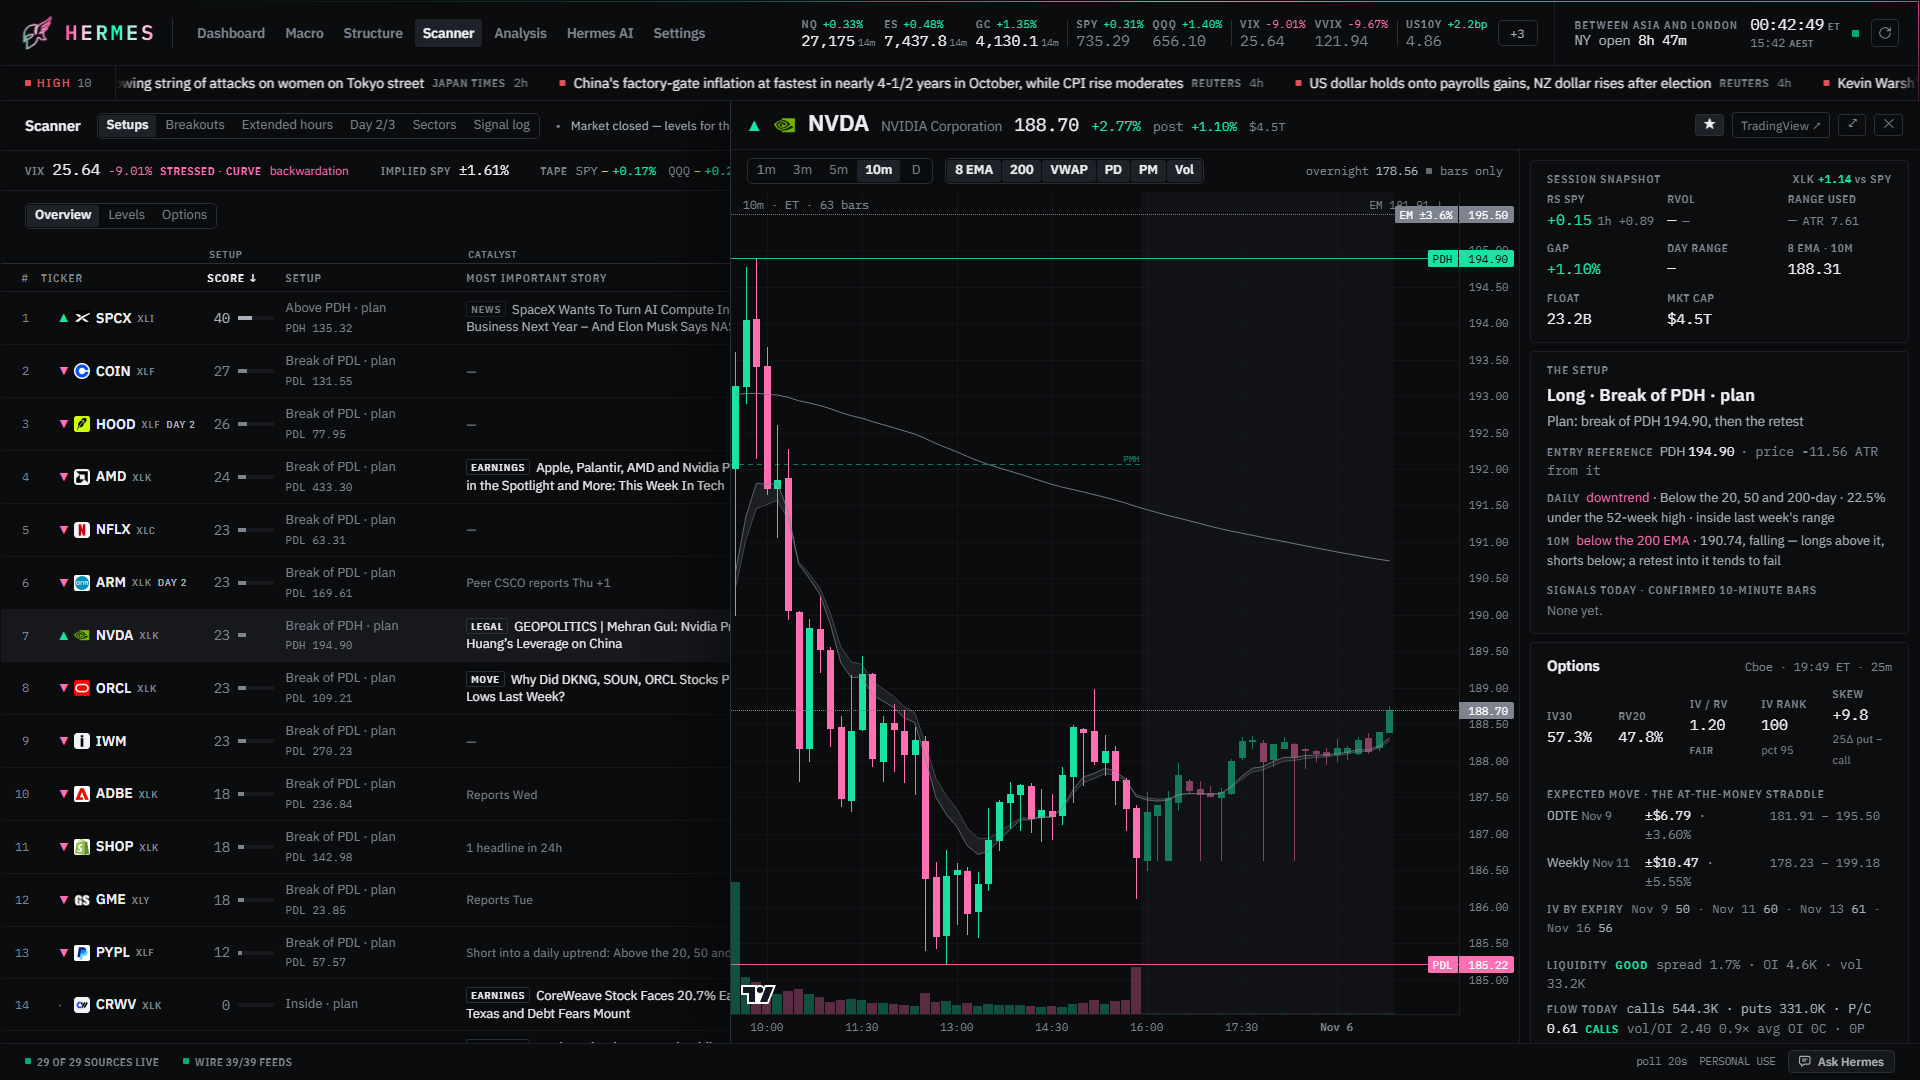 HERMES
Dashboard Macro Structure Scanner Analysis Hermes AI Settings
NQ +0.33% ES +0.48% GC +1.35% SPY +0.31% QQQ +1.40% VIX -9.01% VVIX -9.67% US10Y +2.2bp
27,175 14m 7,437.8 14m 4,130.1 14m 735.29 656.10 25.64 121.94 4.86
+3
BETWEEN ASIA AND LONDON
NY open 8h 47m
00:42:49 ET
15:42 AEST
HIGH 10
wing string of attacks on women on Tokyo street JAPAN TIMES 2h
China's factory-gate inflation at fastest in nearly 4-1/2 years in October, while CPI rise moderates REUTERS 4h
US dollar holds onto payrolls gains, NZ dollar rises after election REUTERS 4h
Kevin Warsh
Scanner Setups Breakouts Extended hours Day 2/3 Sectors Signal log · Market closed — levels for th
VIX 25.64 -9.01% STRESSED · CURVE backwardation IMPLIED SPY ±1.61% TAPE SPY — +0.17% QQQ — +0.2
Overview Levels Options
SETUP CATALYST
# TICKER SCORE ↓ SETUP MOST IMPORTANT STORY
1 ▲ SPCX XLI 40 Above PDH · plan
PDH 135.32
NEWS SpaceX Wants To Turn AI Compute In
Business Next Year – And Elon Musk Says NA
2 ▼ COIN XLF 27 Break of PDL · plan
PDL 131.55
—
3 ▼ HOOD XLF DAY 2 26 Break of PDL · plan
PDL 77.95
—
4 ▼ AMD XLK 24 Break of PDL · plan
PDL 433.30
EARNINGS Apple, Palantir, AMD and Nvidia P
in the Spotlight and More: This Week In Tech
5 ▼ NFLX XLC 23 Break of PDL · plan
PDL 63.31
—
6 ▼ ARM XLK DAY 2 23 Break of PDL · plan
PDL 169.61
Peer CSCO reports Thu +1
7 ▲ NVDA XLK 23 Break of PDH · plan
PDH 194.90
LEGAL GEOPOLITICS | Mehran Gul: Nvidia P
Huang's Leverage on China
8 ▼ ORCL XLK 23 Break of PDL · plan
PDL 109.21
MOVE Why Did DKNG, SOUN, ORCL Stocks P
Lows Last Week?
9 ▼ IWM 23 Break of PDL · plan
PDL 270.23
—
10 ▼ ADBE XLK 18 Break of PDL · plan
PDL 236.84
Reports Wed
11 ▼ SHOP XLK 18 Break of PDL · plan
PDL 142.98
1 headline in 24h
12 ▼ GME XLY 18 Break of PDL · plan
PDL 23.85
Reports Tue
13 ▼ PYPL XLF 12 Break of PDL · plan
PDL 57.57
Short into a daily uptrend: Above the 20, 50 and
14 · CRWV XLK 0 Inside · plan
EARNINGS CoreWeave Stock Faces 20.7% Ea
Texas and Debt Fears Mount
▲ NVDA NVIDIA Corporation 188.70 +2.77% post +1.10% $4.5T
★ TradingView ↗
1m 3m 5m 10m D 8 EMA 200 VWAP PD PM Vol
overnight 178.56 ■ bars only
10m · ET · 63 bars
EM ±3.6% 195.50
PDH 194.90
194.50
194.00
193.50
193.00
192.50
PMH
192.00
191.50
191.00
190.50
190.00
189.50
189.00
188.70
188.50
188.00
187.50
187.00
186.50
186.00
185.50
PDL 185.22
185.00
10:00 11:30 13:00 14:30 16:00 17:30 Nov 6
SESSION SNAPSHOT XLK +1.14 vs SPY
RS SPY RVOL RANGE USED
+0.15 1h +0.89 — — — ATR 7.61
GAP DAY RANGE 8 EMA · 10M
+1.10% — 188.31
FLOAT MKT CAP
23.2B $4.5T
THE SETUP
Long · Break of PDH · plan
Plan: break of PDH 194.90, then the retest
ENTRY REFERENCE PDH 194.90 · price -11.56 ATR
from it
DAILY downtrend · Below the 20, 50 and 200-day · 22.5%
under the 52-week high · inside last week's range
10M below the 200 EMA · 190.74, falling — longs above it,
shorts below; a retest into it tends to fail
SIGNALS TODAY · CONFIRMED 10-MINUTE BARS
None yet.
Options Cboe · 19:49 ET · 25m
IV30 RV20 IV / RV IV RANK SKEW
57.3% 47.8% 1.20 100 +9.8
FAIR pct 95 25Δ put –
call
EXPECTED MOVE · THE AT-THE-MONEY STRADDLE
0DTE Nov 9 ±$6.79 · 181.91 – 195.50
±3.60%
Weekly Nov 11 ±$10.47 · 178.23 – 199.18
±5.55%
IV BY EXPIRY Nov 9 50 · Nov 11 60 · Nov 13 61 ·
Nov 16 56
LIQUIDITY GOOD spread 1.7% · OI 4.6K · vol
33.2K
FLOW TODAY calls 544.3K · puts 331.0K · P/C
0.61 CALLS vol/OI 2.40 0.9× avg OI 0C · 0P
29 OF 29 SOURCES LIVE WIRE 39/39 FEEDS
poll 20s PERSONAL USE Ask Hermes